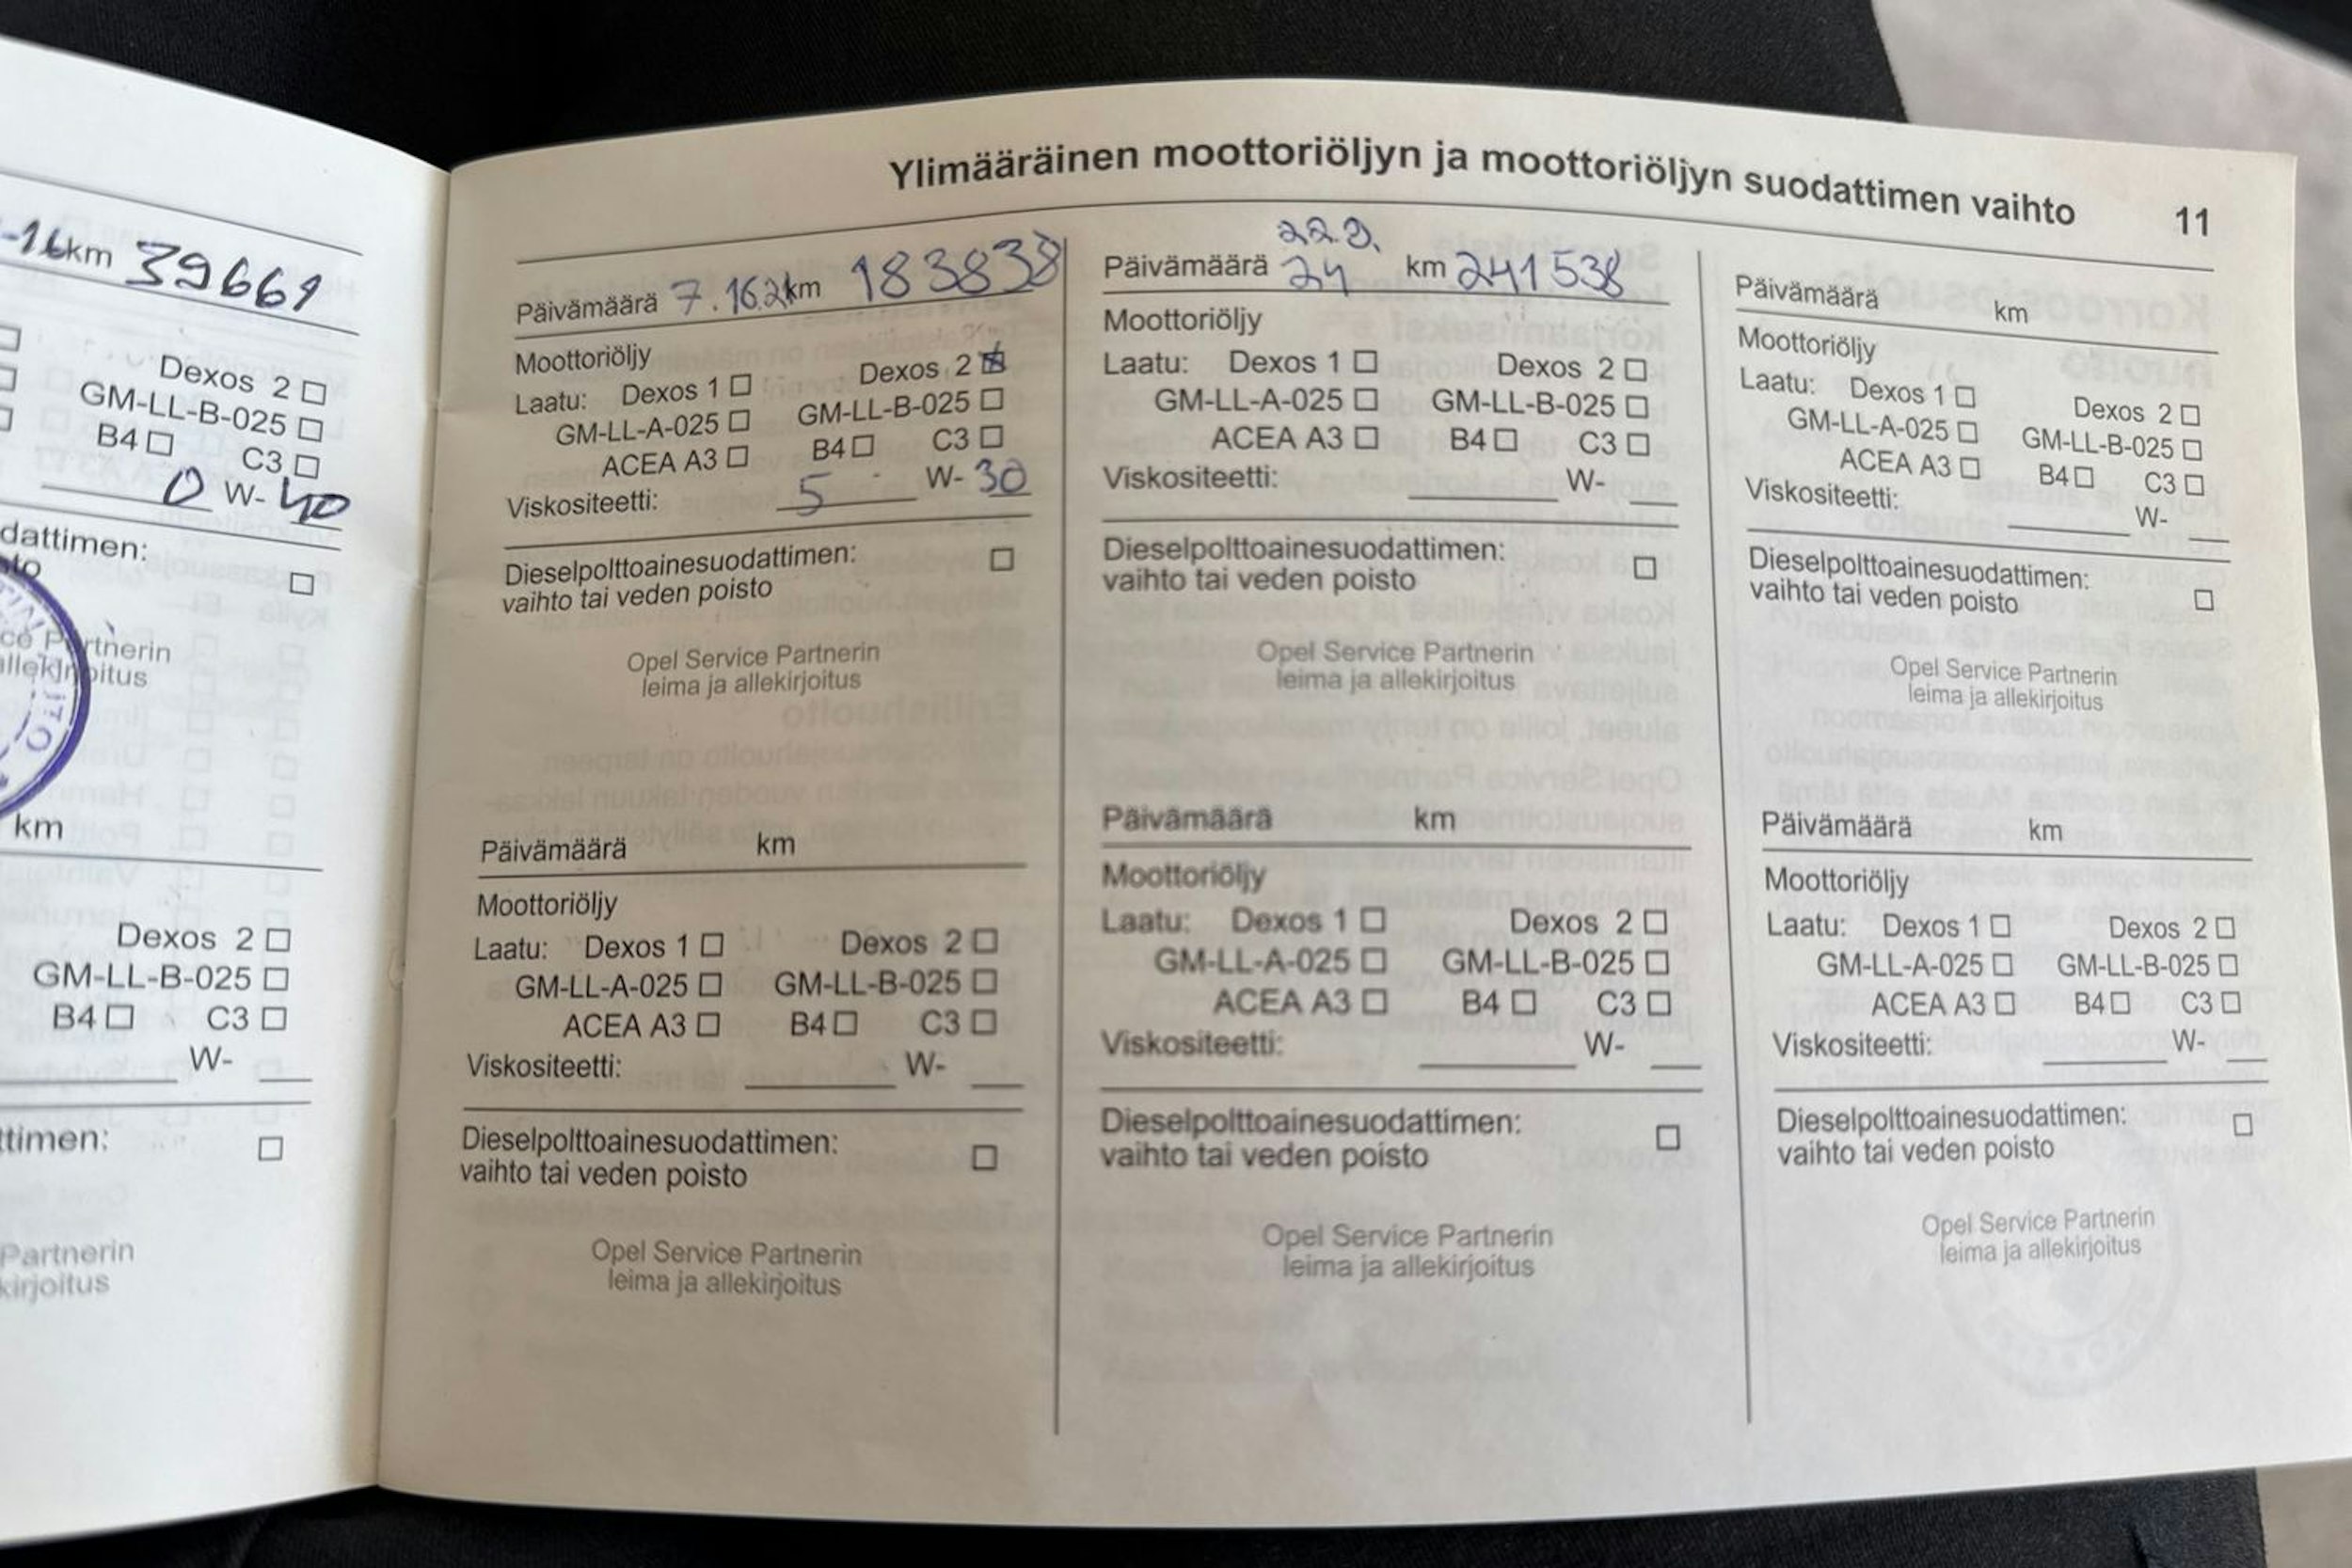 -16 km 39661
Dexos 2 ☐
GM-LL-B-025 ☐
B4 ☐ C3 ☐
0 W- 40
dattimen:
☐
Partnerin
km
Dexos 2 ☐
GM-LL-B-025 ☐
B4 ☐ C3 ☐
W-
ttimen: ☐
Partnerin
kirjoitus
Ylimääräinen moottoriöljyn ja moottoriöljyn suodattimen vaihto 11
Päivämäärä km 183838
Moottoriöljy
Laatu: Dexos 1 ☐ Dexos 2 ☒
GM-LL-A-025 ☐ GM-LL-B-025 ☐
ACEA A3 ☐ B4 ☐ C3 ☐
Viskositeetti: 5 W- 30
Dieselpolttoainesuodattimen: ☐
vaihto tai veden poisto
Opel Service Partnerin
leima ja allekirjoitus
Päivämäärä km
Moottoriöljy
Laatu: Dexos 1 ☐ Dexos 2 ☐
GM-LL-A-025 ☐ GM-LL-B-025 ☐
ACEA A3 ☐ B4 ☐ C3 ☐
Viskositeetti: W-
Dieselpolttoainesuodattimen:
vaihto tai veden poisto ☐
Opel Service Partnerin
leima ja allekirjoitus
22.9.
Päivämäärä 24 km 241538
Moottoriöljy
Laatu: Dexos 1 ☐ Dexos 2 ☐
GM-LL-A-025 ☐ GM-LL-B-025 ☐
ACEA A3 ☐ B4 ☐ C3 ☐
Viskositeetti: W-
Dieselpolttoainesuodattimen:
vaihto tai veden poisto ☐
Opel Service Partnerin
leima ja allekirjoitus
Päivämäärä km
Moottoriöljy
Laatu: Dexos 1 ☐ Dexos 2 ☐
GM-LL-A-025 ☐ GM-LL-B-025 ☐
ACEA A3 ☐ B4 ☐ C3 ☐
Viskositeetti: W-
Dieselpolttoainesuodattimen:
vaihto tai veden poisto ☐
Opel Service Partnerin
leima ja allekirjoitus
Päivämäärä km
Moottoriöljy
Laatu: Dexos 1 ☐ Dexos 2 ☐
GM-LL-A-025 ☐ GM-LL-B-025 ☐
ACEA A3 ☐ B4 ☐ C3 ☐
Viskositeetti: W-
Dieselpolttoainesuodattimen:
vaihto tai veden poisto ☐
Opel Service Partnerin
leima ja allekirjoitus
Päivämäärä km
Moottoriöljy
Laatu: Dexos 1 ☐ Dexos 2 ☐
GM-LL-A-025 ☐ GM-LL-B-025 ☐
ACEA A3 ☐ B4 ☐ C3 ☐
Viskositeetti: W-
Dieselpolttoainesuodattimen:
vaihto tai veden poisto ☐
Opel Service Partnerin
leima ja allekirjoitus